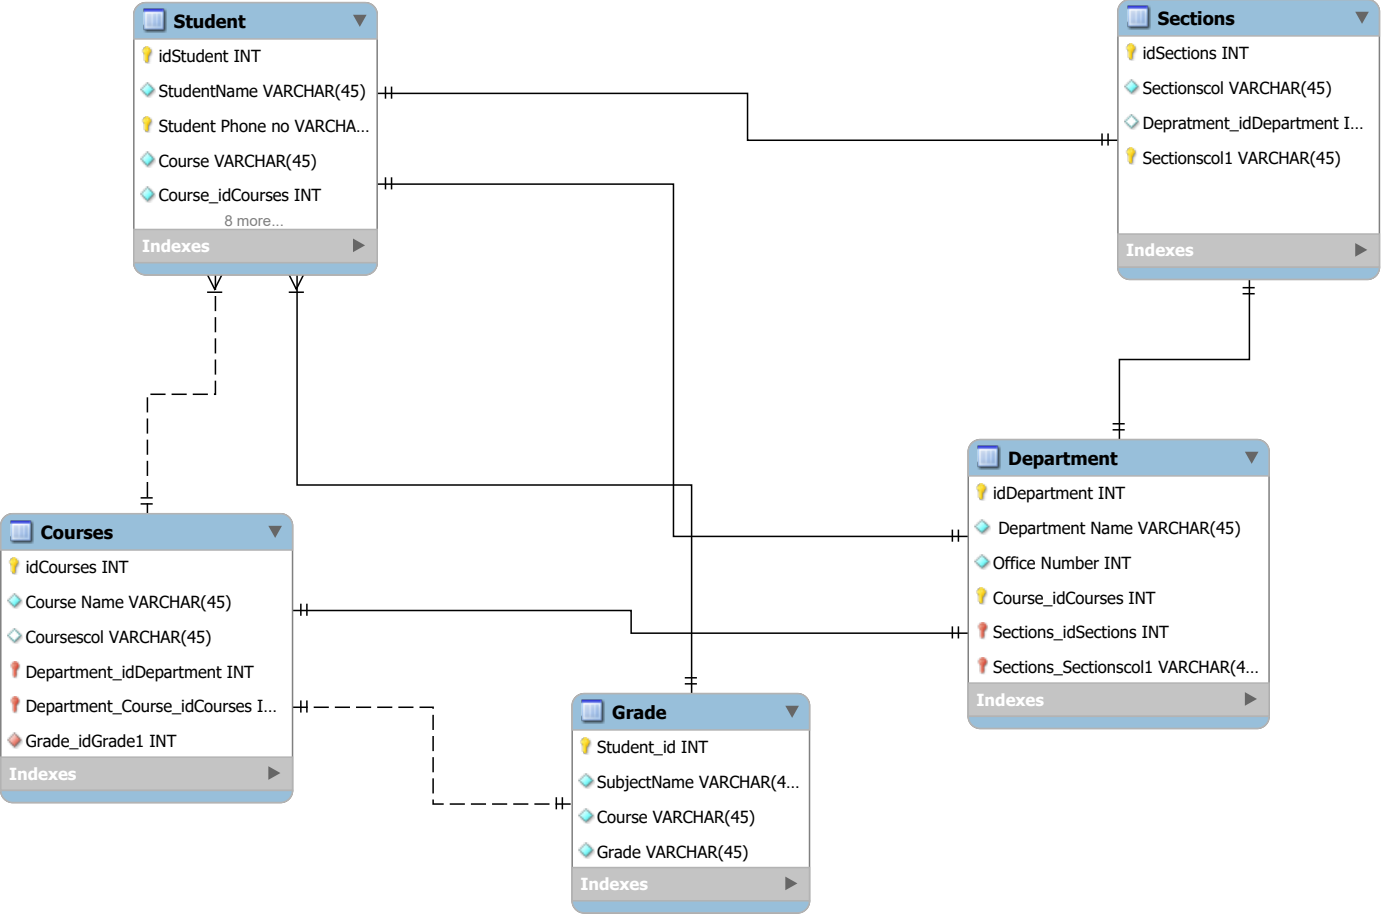 Student
idStudent INT
StudentName VARCHAR(45)
Student Phone no VARCHA...
Course VARCHAR(45)
Course_idCourses INT
8 more...
Indexes
Sections
idSections INT
Sectionscol VARCHAR(45)
Depratment_idDepartment I...
Sectionscol1 VARCHAR(45)
Indexes
Department
idDepartment INT
Department Name VARCHAR(45)
Office Number INT
Course_idCourses INT
Sections_idSections INT
Sections_Sectionscol1 VARCHAR(4...
Indexes
Courses
idCourses INT
Course Name VARCHAR(45)
Coursescol VARCHAR(45)
Department_idDepartment INT
Department_Course_idCourses I...
Grade_idGrade1 INT
Indexes
Grade
Student_id INT
SubjectName VARCHAR(4...
Course VARCHAR(45)
Grade VARCHAR(45)
Indexes